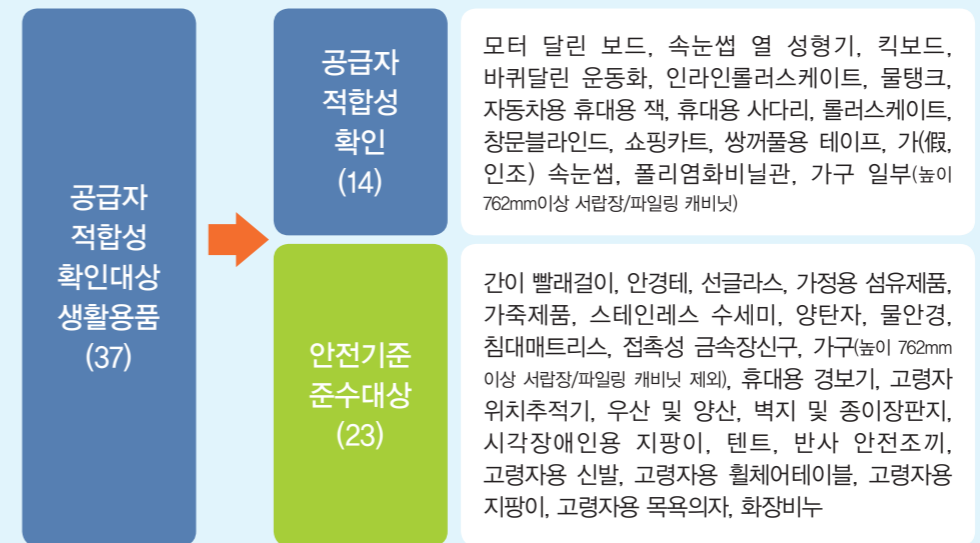 공급자
적합성
확인대상
생활용품
(37)
공급자
적합성
확인
(14)
모터 달린 보드, 속눈썹 열 성형기, 킥보드,
바퀴달린 운동화, 인라인롤러스케이트, 물탱크,
자동차용 휴대용 잭, 휴대용 사다리, 롤러스케이트,
창문블라인드, 쇼핑카트, 쌍꺼풀용 테이프, 가(假,
인조) 속눈썹, 폴리염화비닐관, 가구 일부(높이
762mm이상 서랍장/파일링 캐비닛)
안전기준
준수대상
(23)
간이 빨래걸이, 안경테, 선글라스, 가정용 섬유제품,
가죽제품, 스테인레스 수세미, 양탄자, 물안경,
침대매트리스, 접촉성 금속장신구, 가구(높이 762mm
이상 서랍장/파일링 캐비닛 제외), 휴대용 경보기, 고령자
위치추적기, 우산 및 양산, 벽지 및 종이장판지,
시각장애인용 지팡이, 텐트, 반사 안전조끼,
고령자용 신발, 고령자용 휠체어테이블, 고령자용
지팡이, 고령자용 목욕의자, 화장비누